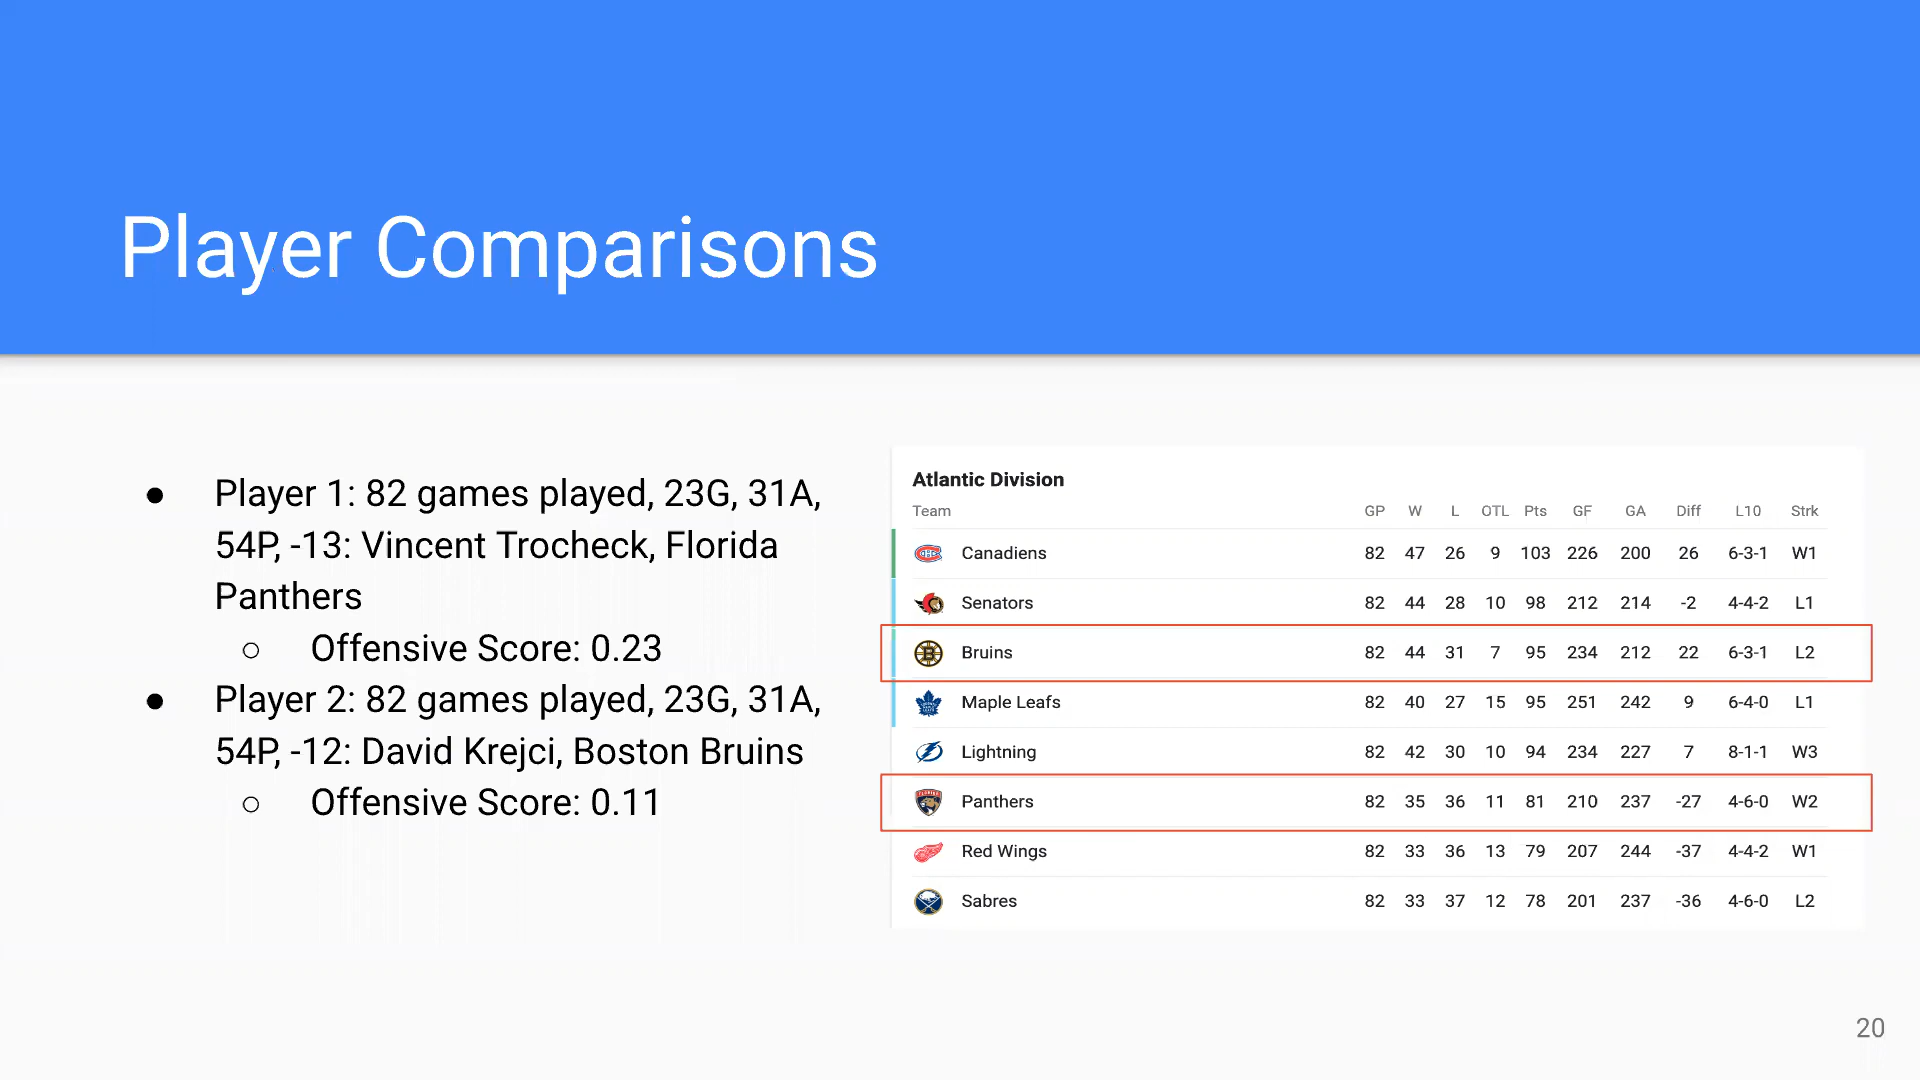 Player Comparisons
● Player 1: 82 games played, 23G, 31A,
54P, -13: Vincent Trocheck, Florida
Panthers
○ Offensive Score: 0.23
● Player 2: 82 games played, 23G, 31A,
54P, -12: David Krejci, Boston Bruins
○ Offensive Score: 0.11
Atlantic Division
Team GP W L OTL Pts GF GA Diff L10 Strk
Canadiens 82 47 26 9 103 226 200 26 6-3-1 W1
Senators 82 44 28 10 98 212 214 -2 4-4-2 L1
Bruins 82 44 31 7 95 234 212 22 6-3-1 L2
Maple Leafs 82 40 27 15 95 251 242 9 6-4-0 L1
Lightning 82 42 30 10 94 234 227 7 8-1-1 W3
Panthers 82 35 36 11 81 210 237 -27 4-6-0 W2
Red Wings 82 33 36 13 79 207 244 -37 4-4-2 W1
Sabres 82 33 37 12 78 201 237 -36 4-6-0 L2
20